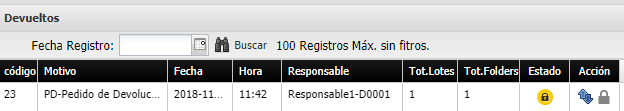 Devueltos
Fecha Registro: Buscar 100 Registros Máx. sin fitros.
código Motivo Fecha Hora Responsable Tot.Lotes Tot.Folders Estado Acción
23 PD-Pedido de Devoluc... 2018-11... 11:42 Responsable1-D0001 1 1